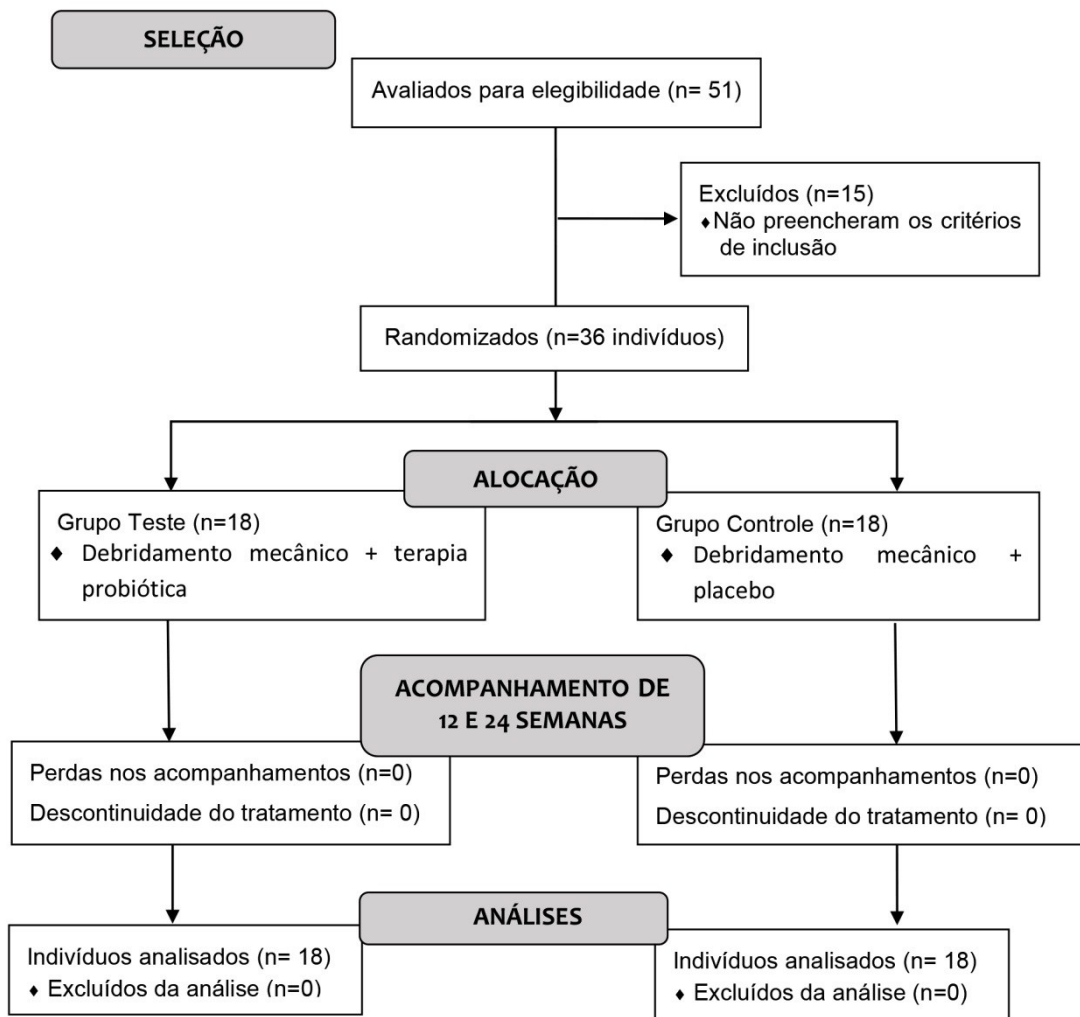 SELEÇÃO
Avaliados para elegibilidade (n= 51)
Excluídos (n=15)
♦Não preencheram os critérios
de inclusão
Randomizados (n=36 indivíduos)
ALOCAÇÃO
Grupo Teste (n=18)
♦ Debridamento mecânico + terapia
probiótica
Grupo Controle (n=18)
♦ Debridamento mecânico +
placebo
ACOMPANHAMENTO DE
12 E 24 SEMANAS
Perdas nos acompanhamentos (n=0)
Descontinuidade do tratamento (n= 0)
Perdas nos acompanhamentos (n=0)
Descontinuidade do tratamento (n= 0)
ANÁLISES
Indivíduos analisados (n= 18)
♦ Excluídos da análise (n=0)
Indivíduos analisados (n= 18)
♦ Excluídos da análise (n=0)